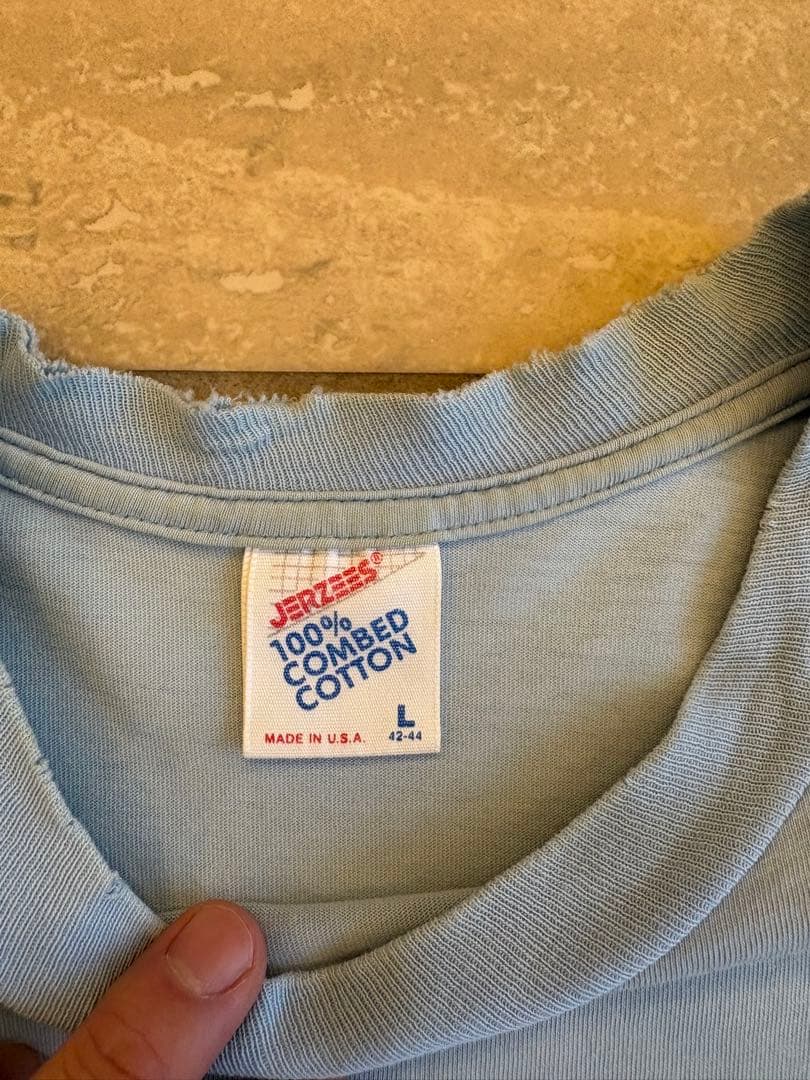 JERZEES®
100%
COMBED
COTTON
L
MADE IN U.S.A. 42-44